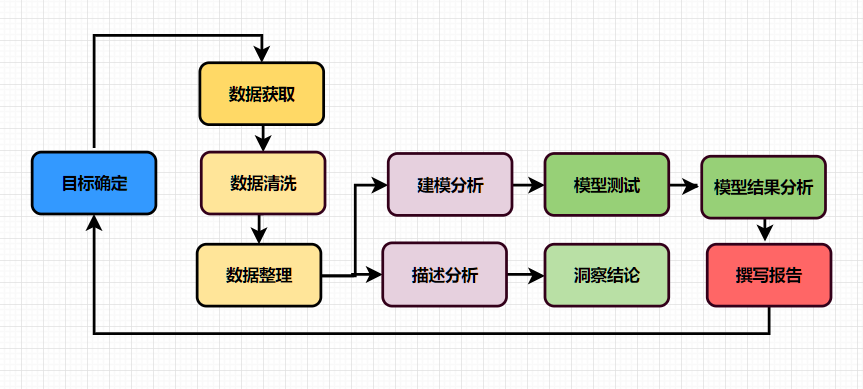 数据获取
目标确定
数据清洗
建模分析
模型测试
模型结果分析
数据整理
描述分析
洞察结论
撰写报告